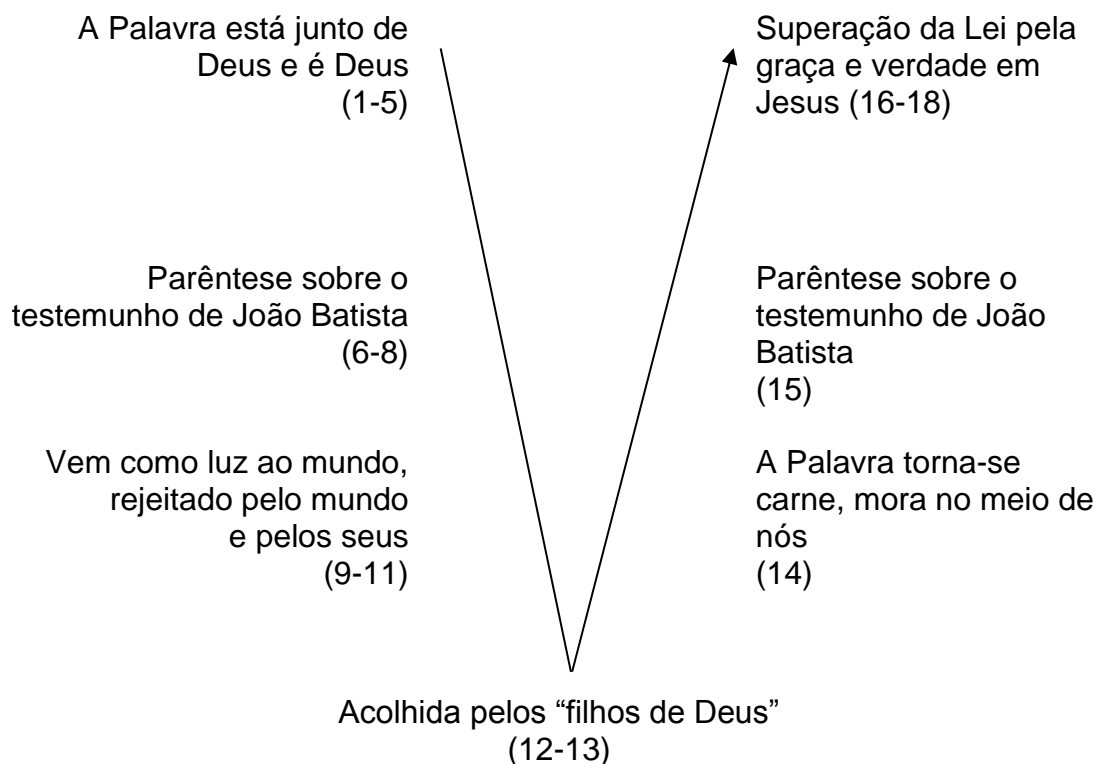 A Palavra está junto de
Deus e é Deus
(1-5)
Superação da Lei pela
graça e verdade em
Jesus (16-18)
Parêntese sobre o
testemunho de João Batista
(6-8)
Parêntese sobre o
testemunho de João
Batista
(15)
Vem como luz ao mundo,
rejeitado pelo mundo
e pelos seus
(9-11)
A Palavra torna-se
carne, mora no meio de
nós
(14)
Acolhida pelos “filhos de Deus”
(12-13)